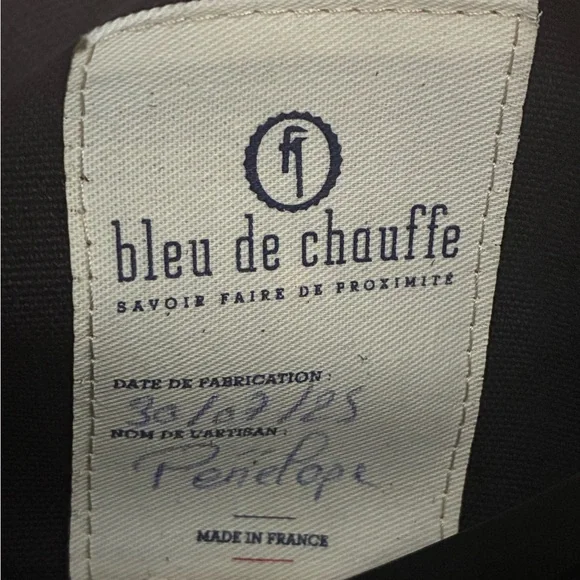 bleu de chauffe
SAVOIR FAIRE DE PROXIMITÉ
DATE DE FABRICATION :
30/07/25
NOM DE L'ARTISAN :
Pénélope
MADE IN FRANCE